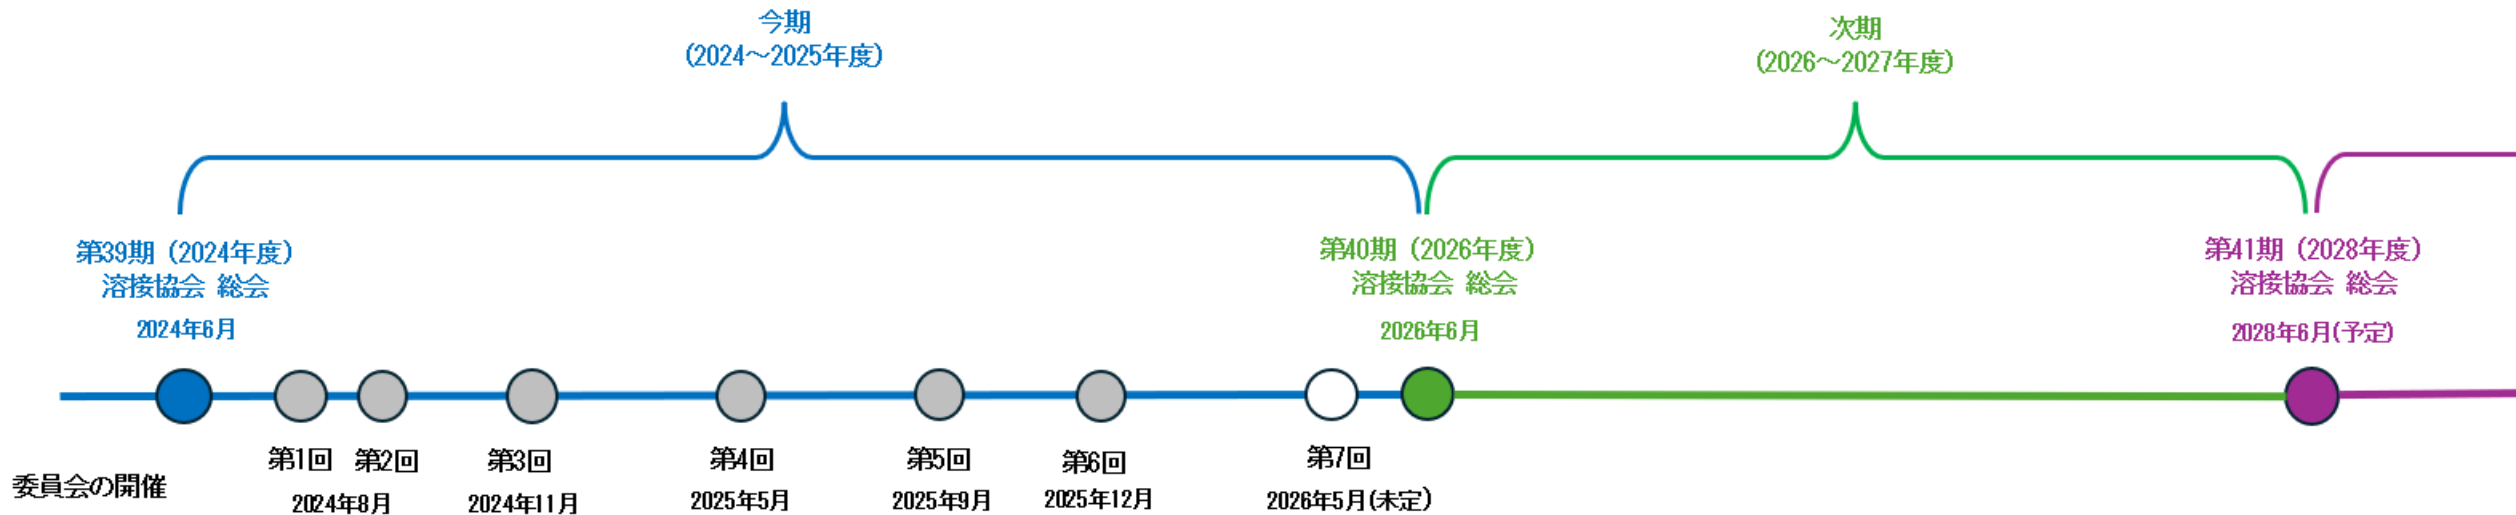 今期
(2024～2025年度)
次期
(2026～2027年度)
第39期（2024年度）
溶接協会 総会
2024年6月
第40期（2026年度）
溶接協会 総会
2026年6月
第41期（2028年度）
溶接協会 総会
2028年6月(予定)
委員会の開催
第1回 第2回
2024年8月
第3回
2024年11月
第4回
2025年5月
第5回
2025年9月
第6回
2025年12月
第7回
2026年5月(未定)